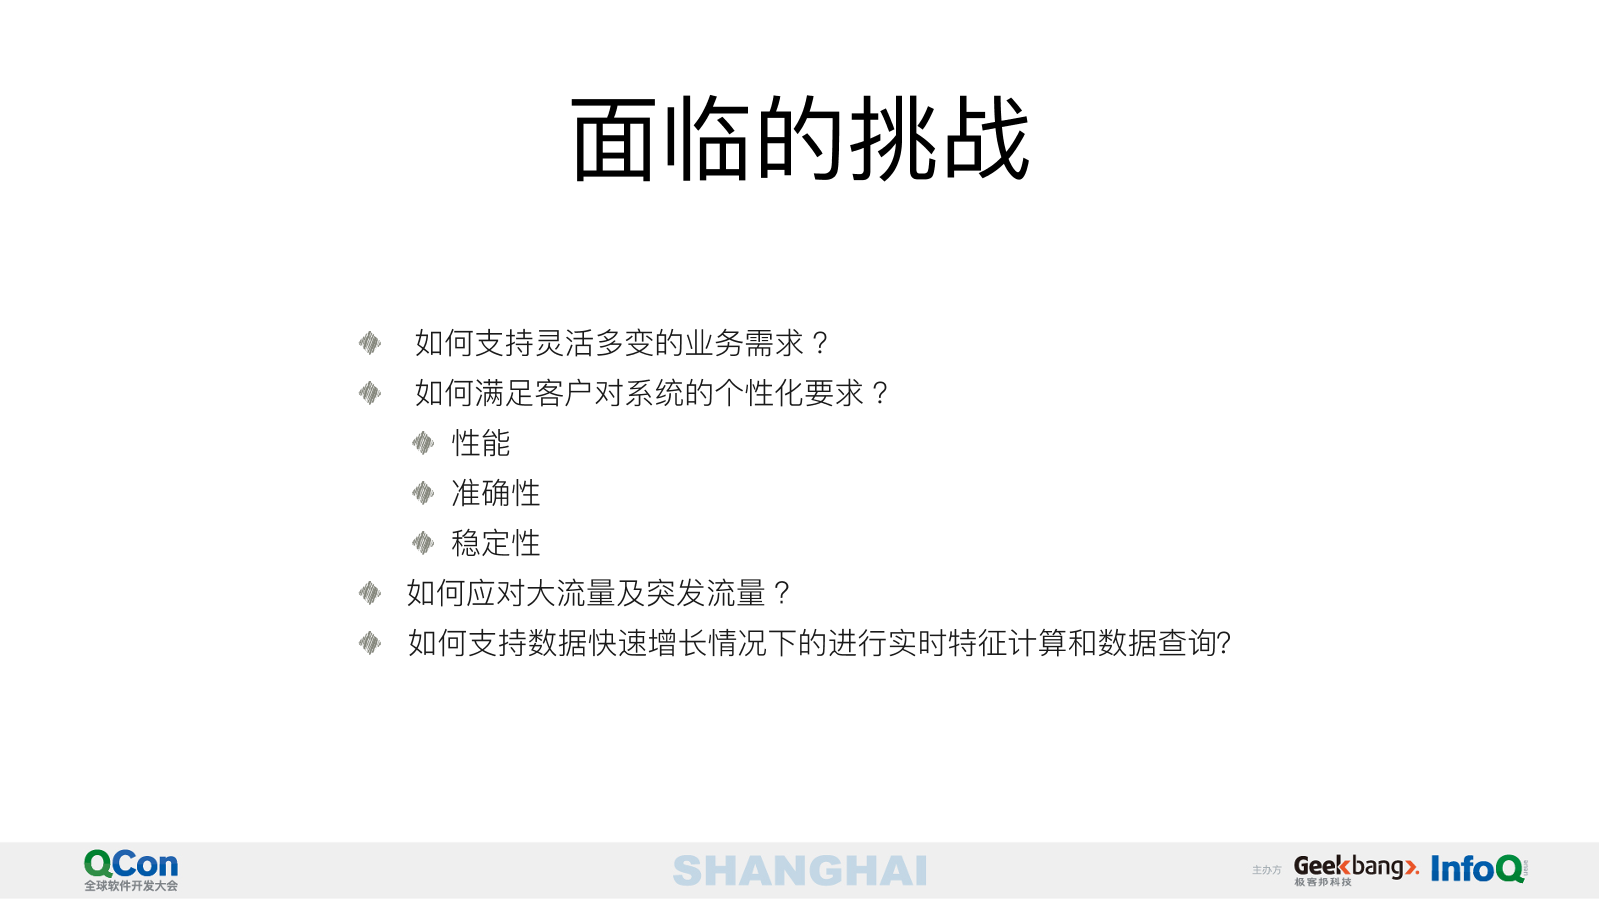 面临的挑战
如何支持灵活多变的业务需求？
如何满足客户对系统的个性化要求？
性能
准确性
稳定性
如何应对大流量及突发流量？
如何支持数据快速增长情况下的进行实时特征计算和数据查询?
QCon
全球软件开发大会
SHANGHAI
主办方
Geekbang>.
极客邦科技
InfoQ